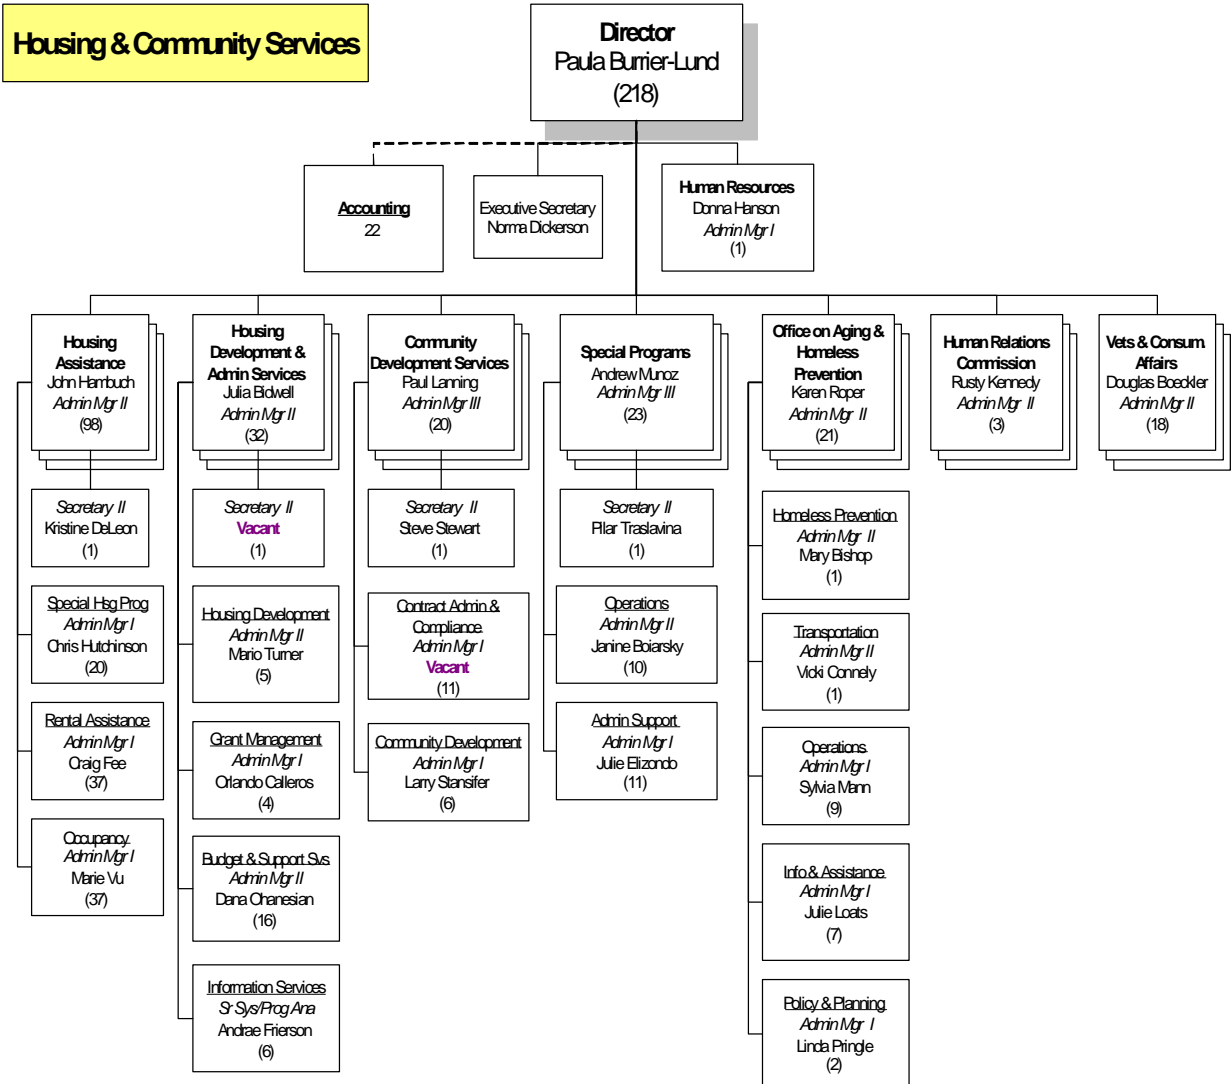 Housing & Community Services
Director
Paula Burrier-Lund
(218)
Accounting
22
Executive Secretary
Norma Dickerson
Human Resources
Donna Hanson
Admin Mgr I
(1)
Housing
Assistance
John Hambuch
Admin Mgr II
(98)
Housing
Development &
Admin Services
Julia Bidwell
Admin Mgr II
(32)
Community
Development Services
Paul Lanning
Admin Mgr III
(20)
Special Programs
Andrew Munoz
Admin Mgr III
(23)
Office on Aging &
Homeless
Prevention
Karen Roper
Admin Mgr II
(21)
Human Relations
Commission
Rusty Kennedy
Admin Mgr II
(3)
Vets & Consum.
Affairs
Douglas Boeckler
Admin Mgr II
(18)
Secretary II
Kristine DeLeon
(1)
Special Hsg Prog
Admin Mgr I
Chris Hutchinson
(20)
Rental Assistance
Admin Mgr I
Craig Fee
(37)
Occupancy
Admin Mgr I
Marie Vu
(37)
Secretary II
Vacant
(1)
Housing Development
Admin Mgr II
Mario Turner
(5)
Grant Management
Admin Mgr I
Orlando Calleros
(4)
Budget & Support Svs
Admin Mgr II
Dana Ohanesian
(16)
Information Services
Sr Sys/Prog Ana
Andrae Frierson
(6)
Secretary II
Steve Stewart
(1)
Contract Admin &
Compliance
Admin Mgr I
Vacant
(11)
Community Development
Admin Mgr I
Larry Stansifer
(6)
Secretary II
Pilar Traslavina
(1)
Operations
Admin Mgr II
Janine Boiarsky
(10)
Admin Support
Admin Mgr I
Julie Elizondo
(11)
Homeless Prevention
Admin Mgr II
Mary Bishop
(1)
Transportation
Admin Mgr II
Vicki Connely
(1)
Operations
Admin Mgr I
Sylvia Mann
(9)
Info & Assistance
Admin Mgr I
Julie Loats
(7)
Policy & Planning
Admin Mgr I
Linda Pringle
(2)